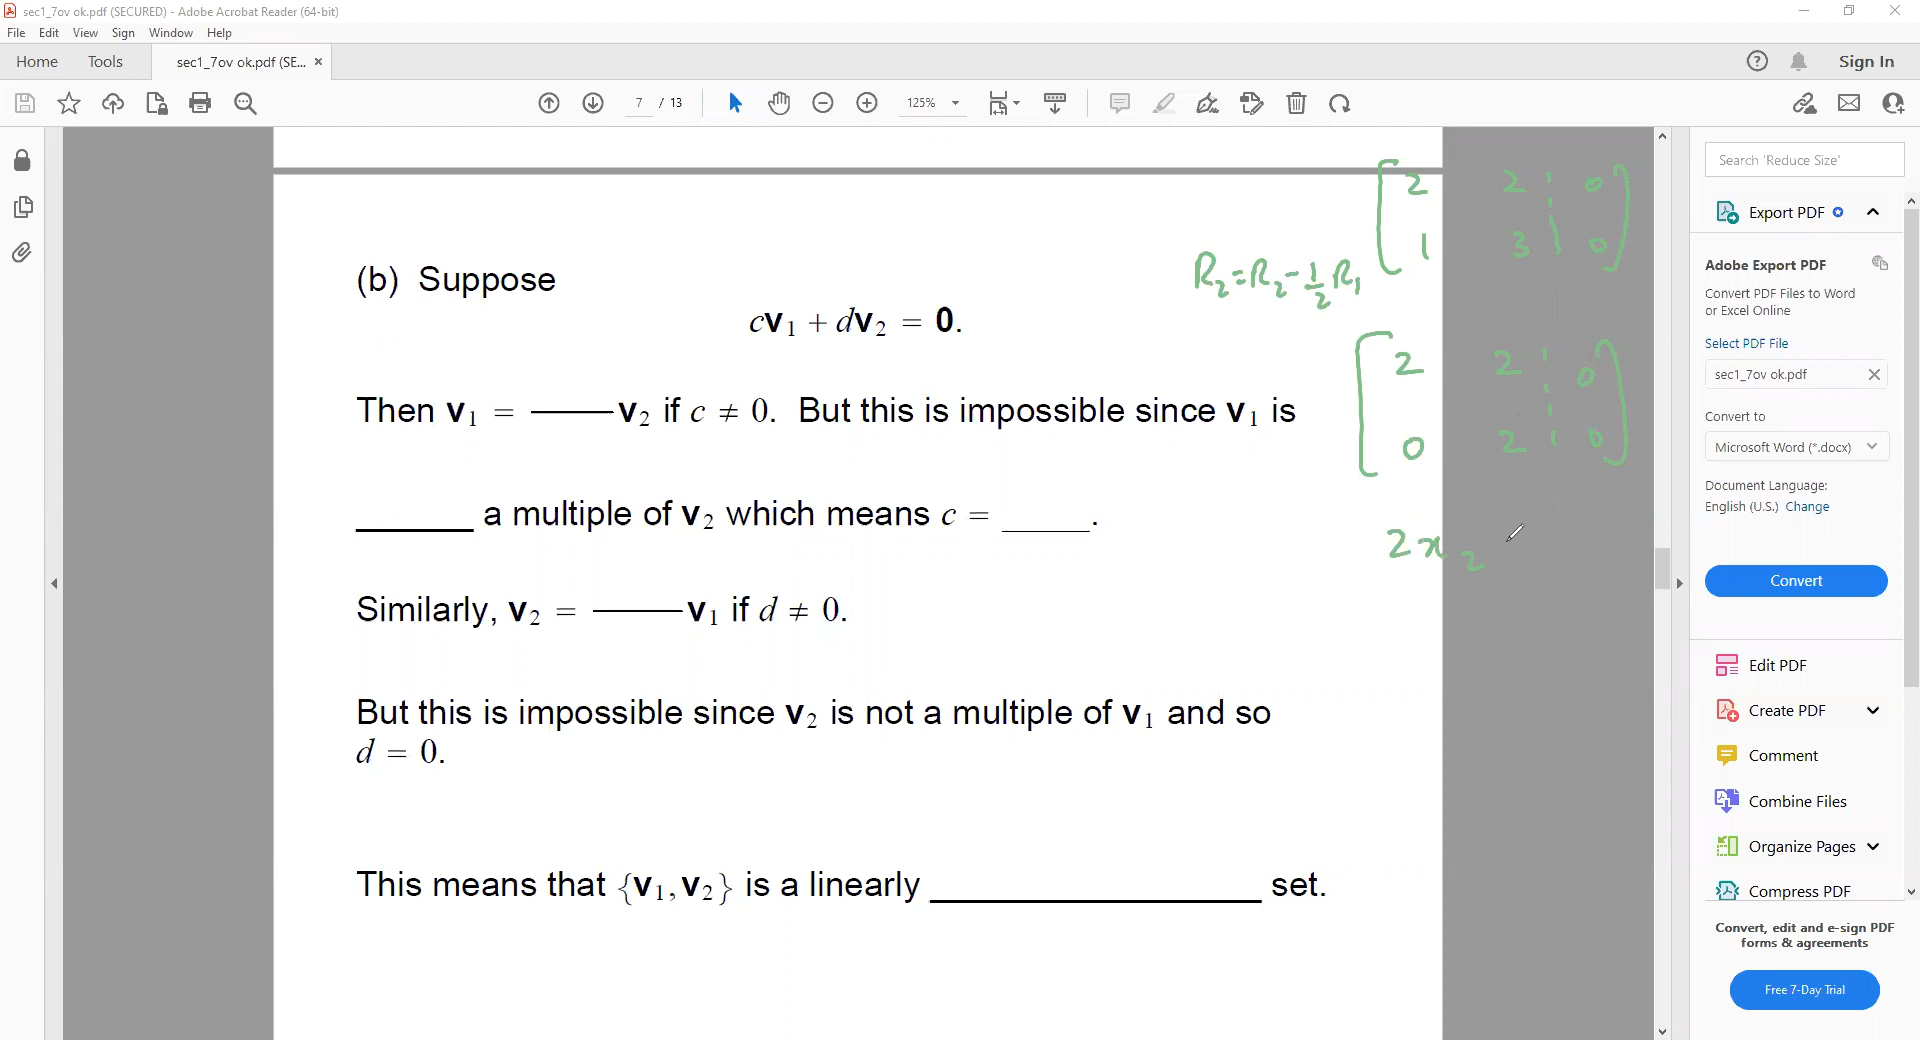 sec1_7ov ok.pdf (SECURED) - Adobe Acrobat Reader (64-bit)
File Edit View Sign Window Help
Home Tools sec1_7ov ok.pdf (SE... × Sign In
7 / 13 125%
(b) Suppose
cv₁ + dv₂ = 0.
Then v₁ = ____ v₂ if c ≠ 0. But this is impossible since v₁ is
______ a multiple of v₂ which means c = _____.
Similarly, v₂ = _____ v₁ if d ≠ 0.
But this is impossible since v₂ is not a multiple of v₁ and so
d = 0.
This means that {v₁, v₂} is a linearly __________________ set.
2 2 0
1 3 0
R₂=R₂-½R₁
2 2 0
0 2 0
2x₂
Search 'Reduce Size'
Export PDF
Adobe Export PDF
Convert PDF Files to Word
or Excel Online
Select PDF File
sec1_7ov ok.pdf
Convert to
Microsoft Word (*.docx)
Document Language:
English (U.S.) Change
Convert
Edit PDF
Create PDF
Comment
Combine Files
Organize Pages
Compress PDF
Convert, edit and e-sign PDF
forms & agreements
Free 7-Day Trial